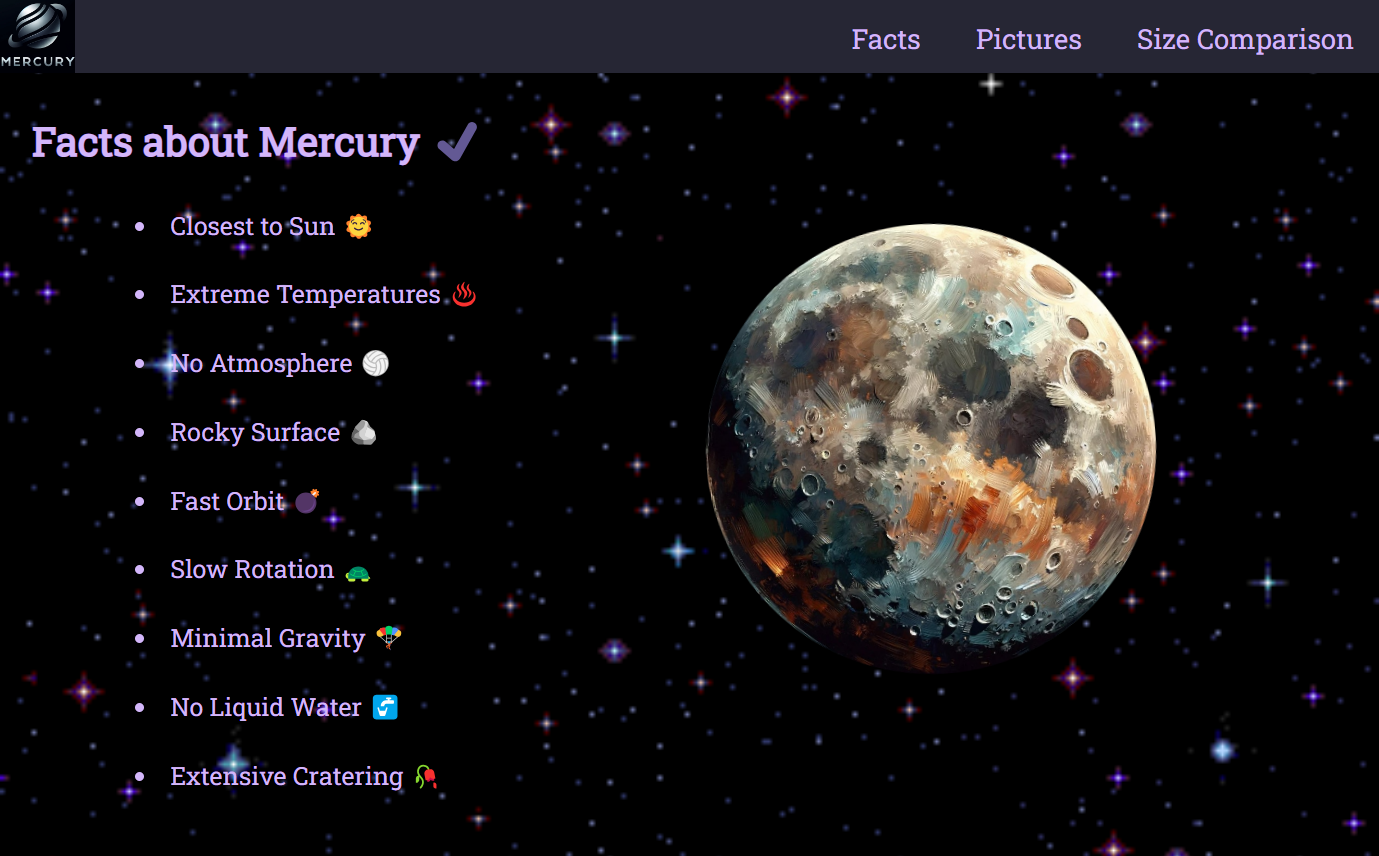 MERCURY
Facts Pictures Size Comparison
Facts about Mercury ✔
• Closest to Sun 🌞
• Extreme Temperatures ♨
• No Atmosphere 🏐
• Rocky Surface 🪨
• Fast Orbit 💣
• Slow Rotation 🐢
• Minimal Gravity 🪂
• No Liquid Water 🚰
• Extensive Cratering 🥀